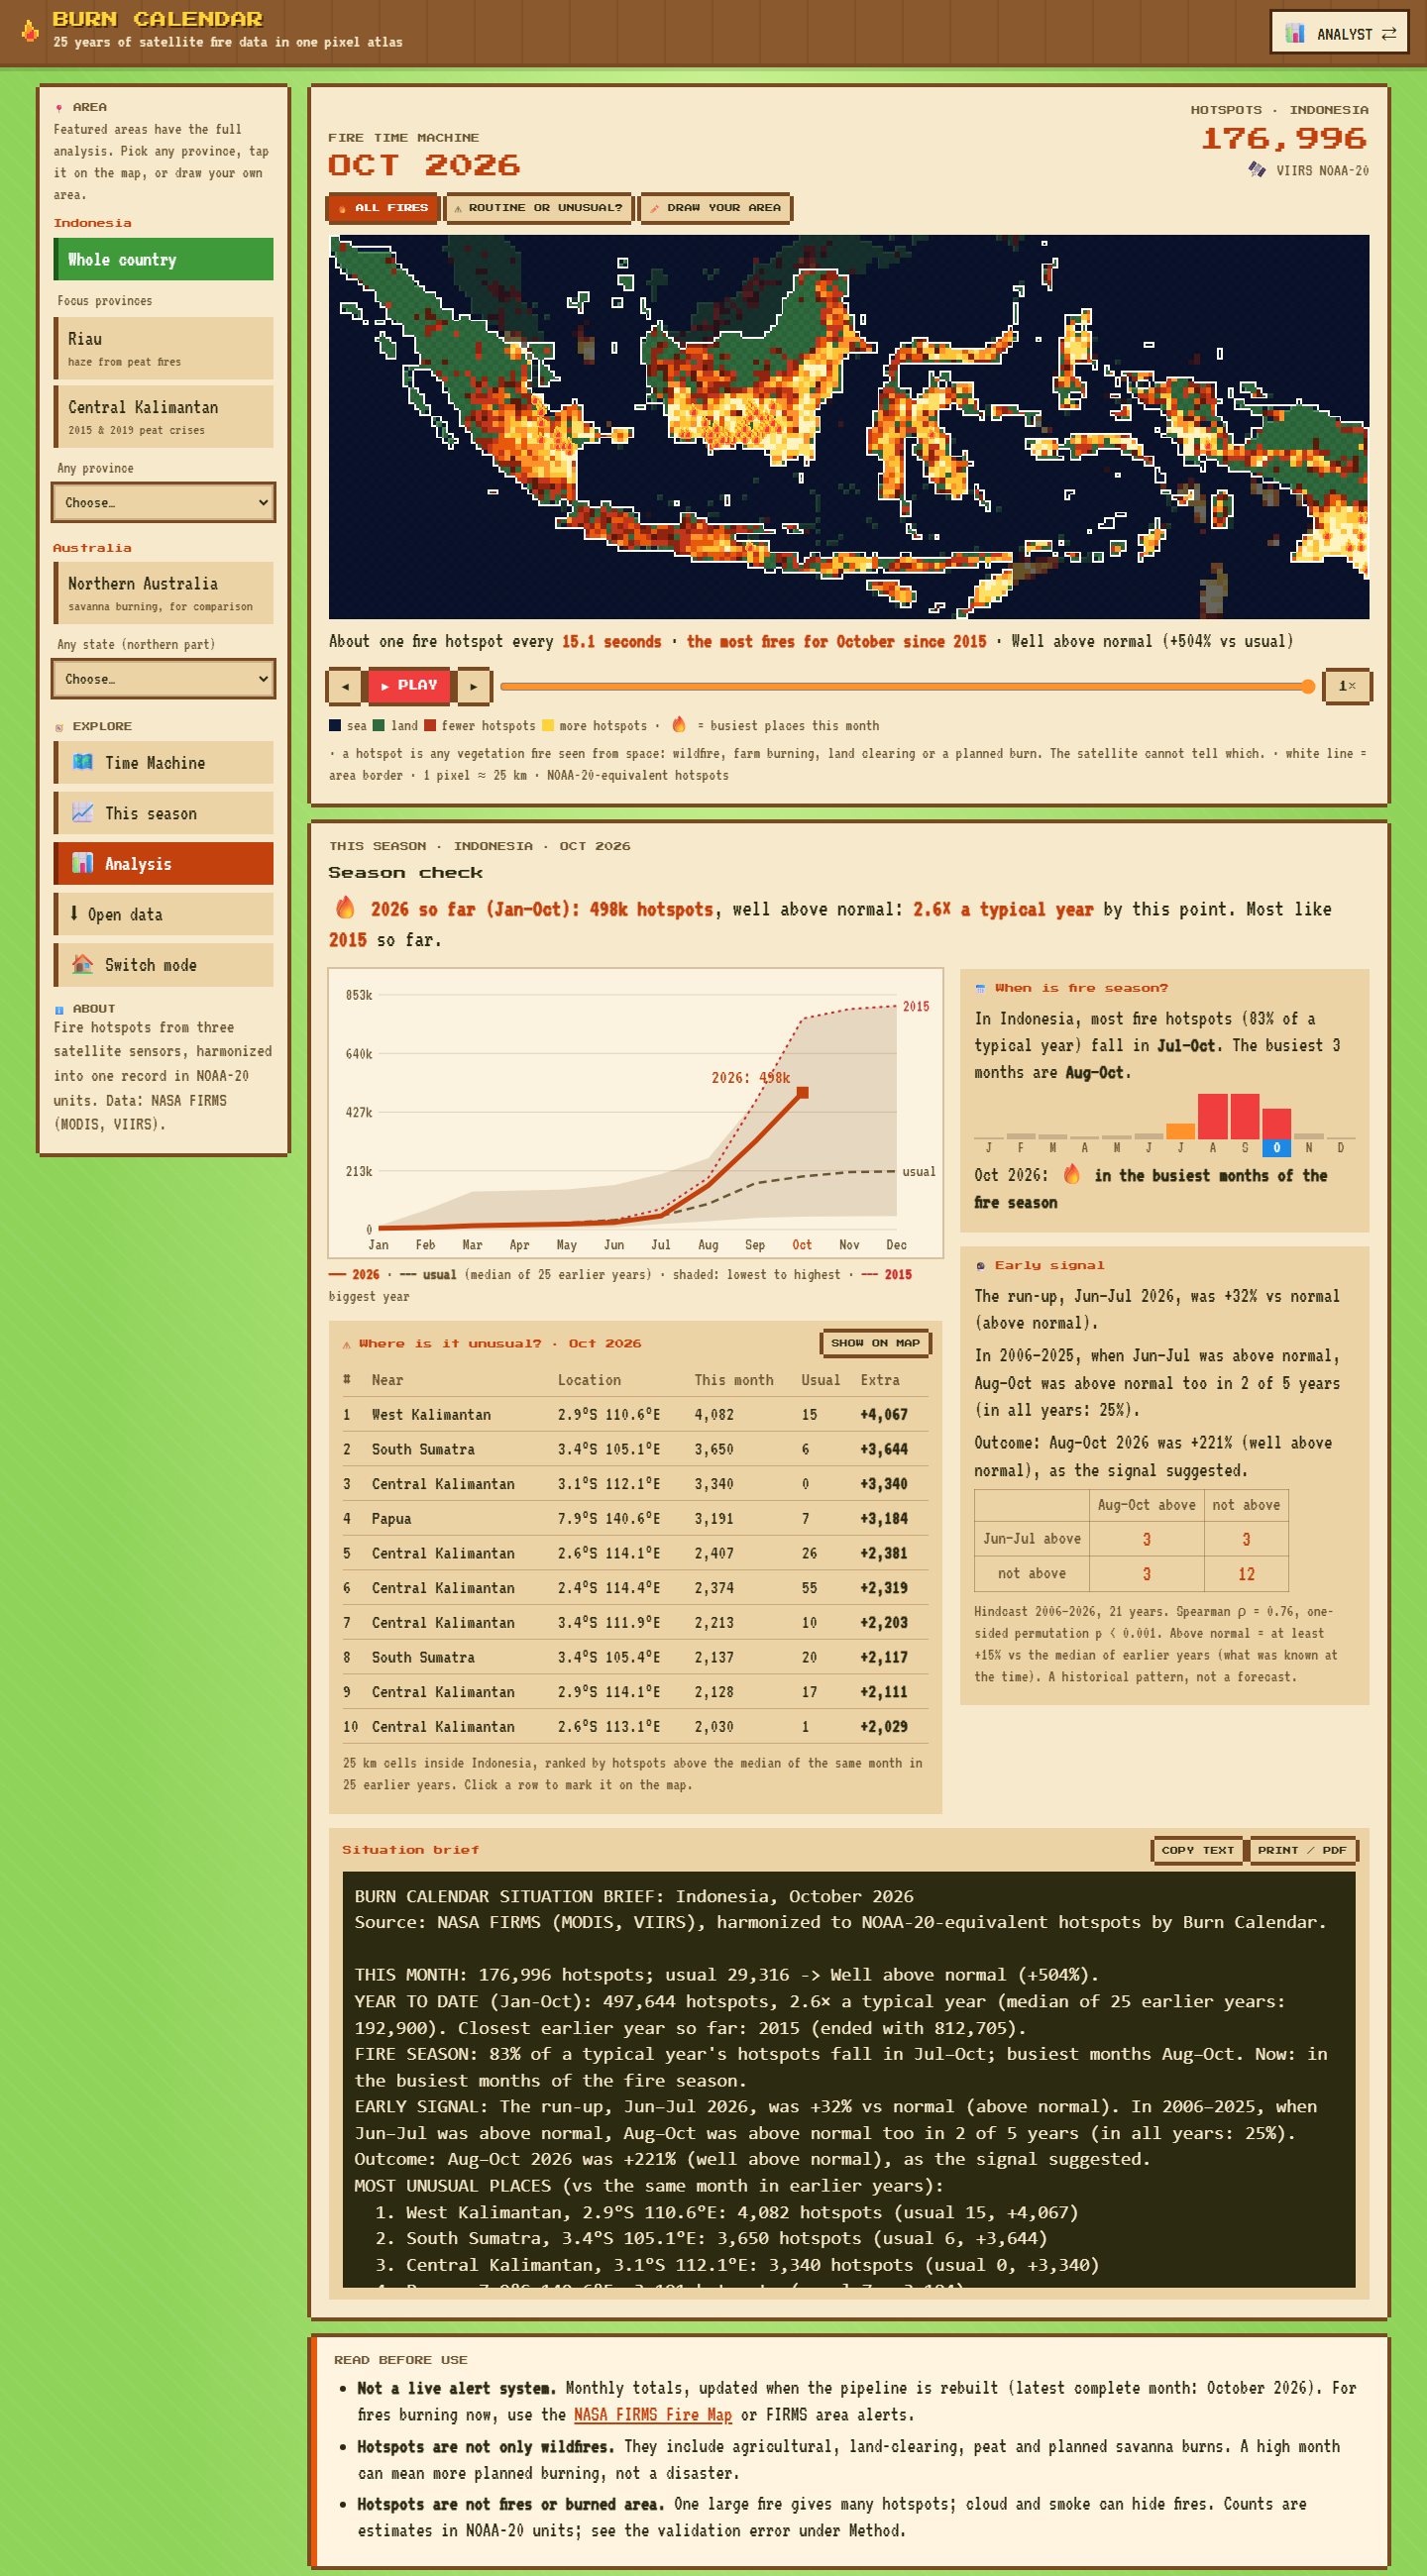 BURN CALENDAR
25 years of satellite fire data in one pixel atlas
ANALYST ⇄
AREA
Featured areas have the full
analysis. Pick any province, tap
it on the map, or draw your own
area.
Indonesia
Whole country
Focus provinces
Riau
haze from peat fires
Central Kalimantan
2015 & 2019 peat crises
Any province
Choose…
Australia
Northern Australia
savanna burning, for comparison
Any state (northern part)
Choose…
EXPLORE
Time Machine
This season
Analysis
Open data
Switch mode
ABOUT
Fire hotspots from three
satellite sensors, harmonized
into one record in NOAA-20
units. Data: NASA FIRMS
(MODIS, VIIRS).
FIRE TIME MACHINE
OCT 2026
HOTSPOTS · INDONESIA
176,996
VIIRS NOAA-20
ALL FIRES
ROUTINE OR UNUSUAL?
DRAW YOUR AREA
About one fire hotspot every 15.1 seconds · the most fires for October since 2015 · Well above normal (+504% vs usual)
◄ ► PLAY ► 1×
sea land fewer hotspots more hotspots · = busiest places this month
· a hotspot is any vegetation fire seen from space: wildfire, farm burning, land clearing or a planned burn. The satellite cannot tell which. · white line =
area border · 1 pixel ≈ 25 km · NOAA-20-equivalent hotspots
THIS SEASON · INDONESIA · OCT 2026
Season check
2026 so far (Jan-Oct): 498k hotspots, well above normal: 2.6× a typical year by this point. Most like
2015 so far.
853k
640k
427k
213k
0
2015
2026: 498k
usual
Jan Feb Mar Apr May Jun Jul Aug Sep Oct Nov Dec
— 2026 · --- usual (median of 25 earlier years) · shaded: lowest to highest · --- 2015
biggest year
When is fire season?
In Indonesia, most fire hotspots (83% of a
typical year) fall in Jul-Oct. The busiest 3
months are Aug-Oct.
J F M A M J J A S O N D
Oct 2026: in the busiest months of the
fire season
Early signal
The run-up, Jun–Jul 2026, was +32% vs normal
(above normal).
In 2006–2025, when Jun–Jul was above normal,
Aug–Oct was above normal too in 2 of 5 years
(in all years: 25%).
Outcome: Aug–Oct 2026 was +221% (well above
normal), as the signal suggested.
Aug-Oct above not above
Jun-Jul above 3 3
not above 3 12
Hindcast 2006–2026, 21 years. Spearman ρ = 0.76, one-
sided permutation p < 0.001. Above normal = at least
+15% vs the median of earlier years (what was known at
the time). A historical pattern, not a forecast.
Where is it unusual? · Oct 2026
SHOW ON MAP
# Near Location This month Usual Extra
1 West Kalimantan 2.9°S 110.6°E 4,082 15 +4,067
2 South Sumatra 3.4°S 105.1°E 3,650 6 +3,644
3 Central Kalimantan 3.1°S 112.1°E 3,340 0 +3,340
4 Papua 7.9°S 140.6°E 3,191 7 +3,184
5 Central Kalimantan 2.6°S 114.1°E 2,407 26 +2,381
6 Central Kalimantan 2.4°S 114.4°E 2,374 55 +2,319
7 Central Kalimantan 3.4°S 111.9°E 2,213 10 +2,203
8 South Sumatra 3.4°S 105.4°E 2,137 20 +2,117
9 Central Kalimantan 2.9°S 114.1°E 2,128 17 +2,111
10 Central Kalimantan 2.6°S 113.1°E 2,030 1 +2,029
25 km cells inside Indonesia, ranked by hotspots above the median of the same month in
25 earlier years. Click a row to mark it on the map.
Situation brief
COPY TEXT
PRINT / PDF
BURN CALENDAR SITUATION BRIEF: Indonesia, October 2026
Source: NASA FIRMS (MODIS, VIIRS), harmonized to NOAA-20-equivalent hotspots by Burn Calendar.
THIS MONTH: 176,996 hotspots; usual 29,316 -> Well above normal (+504%).
YEAR TO DATE (Jan-Oct): 497,644 hotspots, 2.6× a typical year (median of 25 earlier years:
192,900). Closest earlier year so far: 2015 (ended with 812,705).
FIRE SEASON: 83% of a typical year's hotspots fall in Jul–Oct; busiest months Aug–Oct. Now: in
the busiest months of the fire season.
EARLY SIGNAL: The run-up, Jun–Jul 2026, was +32% vs normal (above normal). In 2006–2025, when
Jun–Jul was above normal, Aug–Oct was above normal too in 2 of 5 years (in all years: 25%).
Outcome: Aug–Oct 2026 was +221% (well above normal), as the signal suggested.
MOST UNUSUAL PLACES (vs the same month in earlier years):
1. West Kalimantan, 2.9°S 110.6°E: 4,082 hotspots (usual 15, +4,067)
2. South Sumatra, 3.4°S 105.1°E: 3,650 hotspots (usual 6, +3,644)
3. Central Kalimantan, 3.1°S 112.1°E: 3,340 hotspots (usual 0, +3,340)
READ BEFORE USE
• Not a live alert system. Monthly totals, updated when the pipeline is rebuilt (latest complete month: October 2026). For
fires burning now, use the NASA FIRMS Fire Map or FIRMS area alerts.
• Hotspots are not only wildfires. They include agricultural, land-clearing, peat and planned savanna burns. A high month
can mean more planned burning, not a disaster.
• Hotspots are not fires or burned area. One large fire gives many hotspots; cloud and smoke can hide fires. Counts are
estimates in NOAA-20 units; see the validation error under Method.